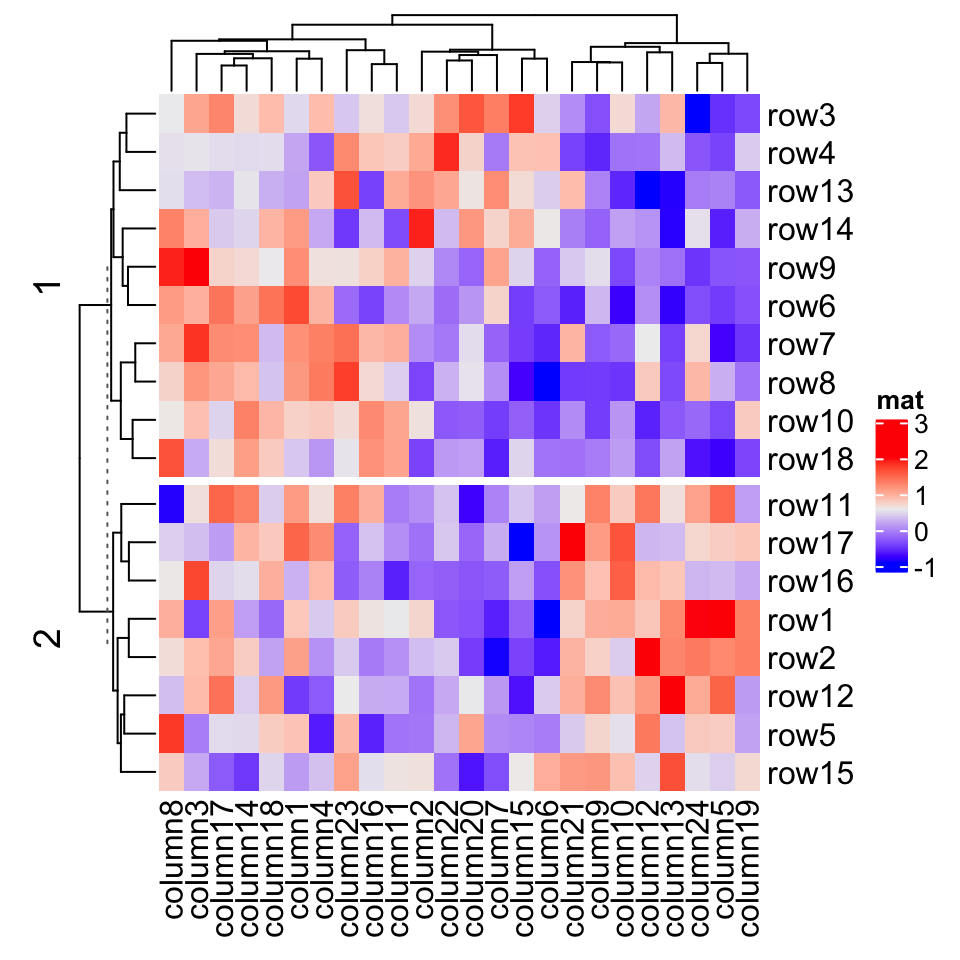 1
2
row3
row4
row13
row14
row9
row6
row7
row8
row10
row18
row11
row17
row16
row1
row2
row12
row5
row15
column8
column3
column17
column14
column18
column1
column4
column23
column16
column11
column2
column22
column20
column7
column15
column6
column21
column9
column10
column12
column13
column24
column5
column19
mat
3
2
1
0
-1